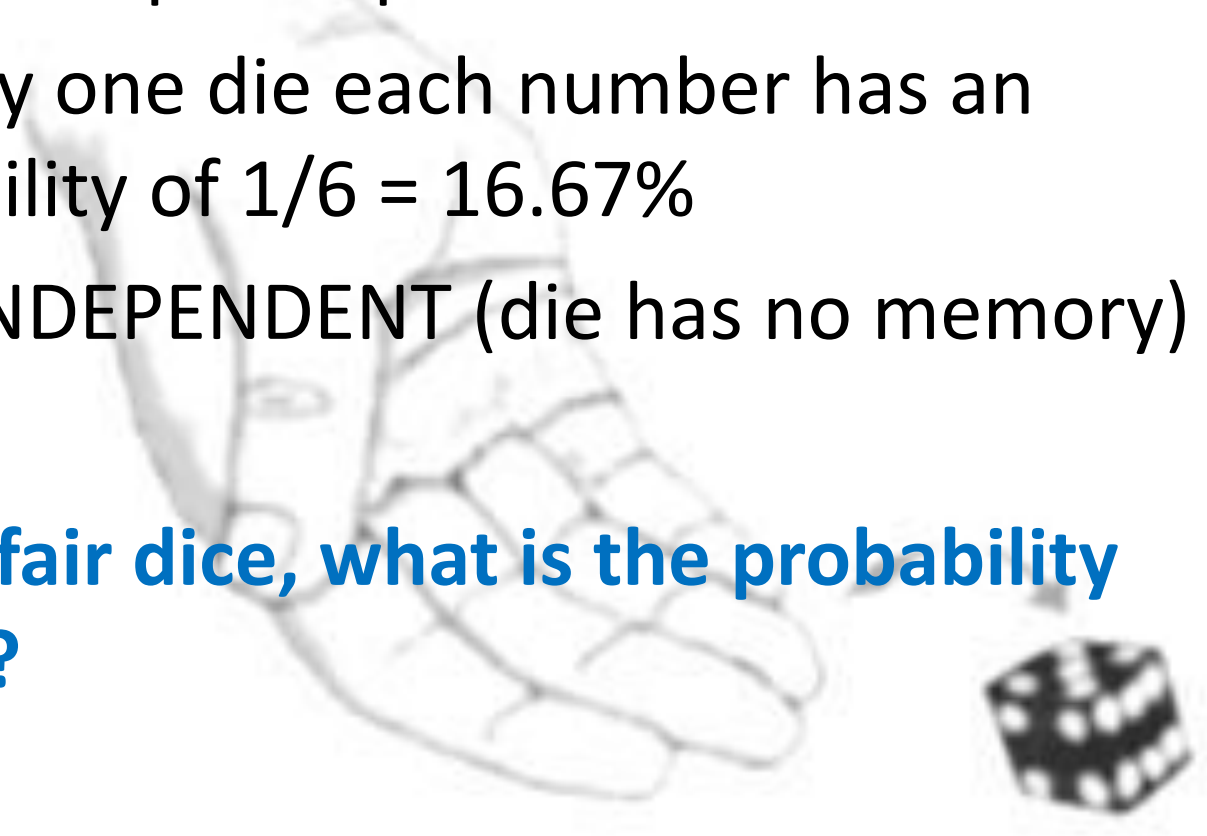 y one die each number has an
ility of 1/6 = 16.67%
NDEPENDENT (die has no memory)
fair dice, what is the probability
?